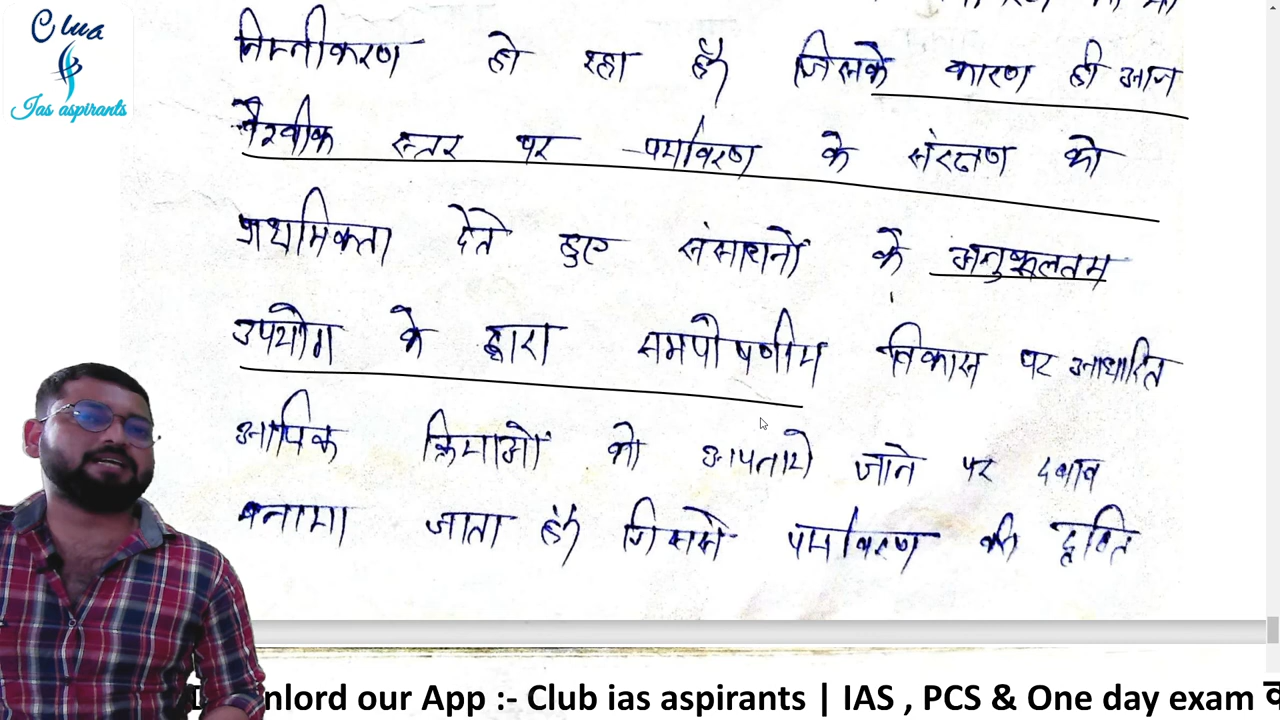 Clua
Ias aspirants
निम्नीकरण हो रहा है जिसके कारण ही आज
वैश्वीक स्तर पर पर्यावरण के संरक्षण को
प्रथमिकता देते हुए संसाधनों के अनुकूलतम
उपयोग के द्वारा समपोषणीय विकास पर आधारित
आर्थिक क्रियाओं को अपनाये जाने पर दबाव
बनाया जाता है जिससे पर्यावरण की क्षति
nlord our App :- Club ias aspirants | IAS , PCS & One day exam